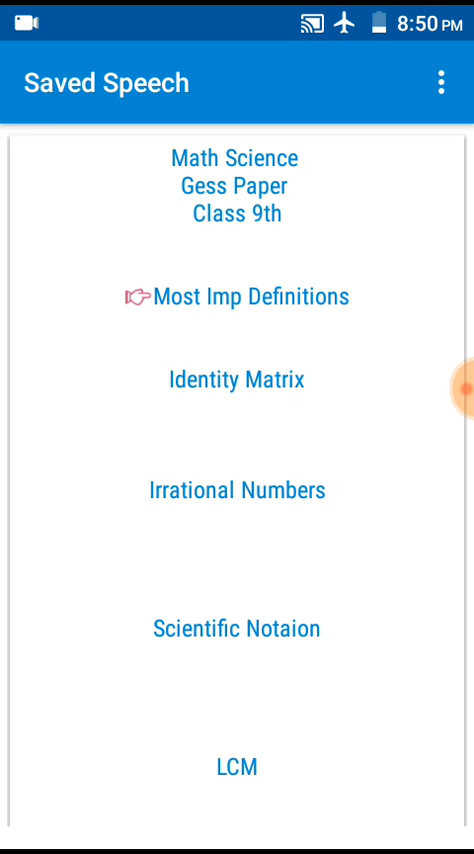 8:50 PM
Saved Speech
Math Science
Gess Paper
Class 9th
👉Most Imp Definitions
Identity Matrix
Irrational Numbers
Scientific Notaion
LCM